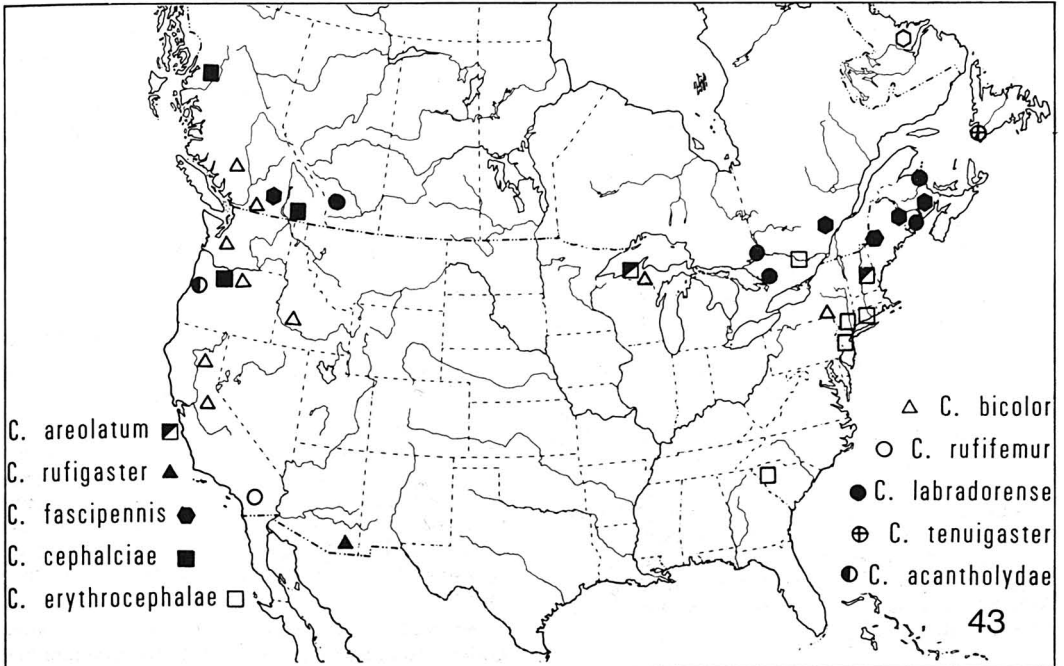 C. areolatum
C. rufigaster
C. fascipennis
C. cephalciae
C. erythrocephalae
C. bicolor
C. rufifemur
C. labradorense
C. tenuigaster
C. acantholydae
43